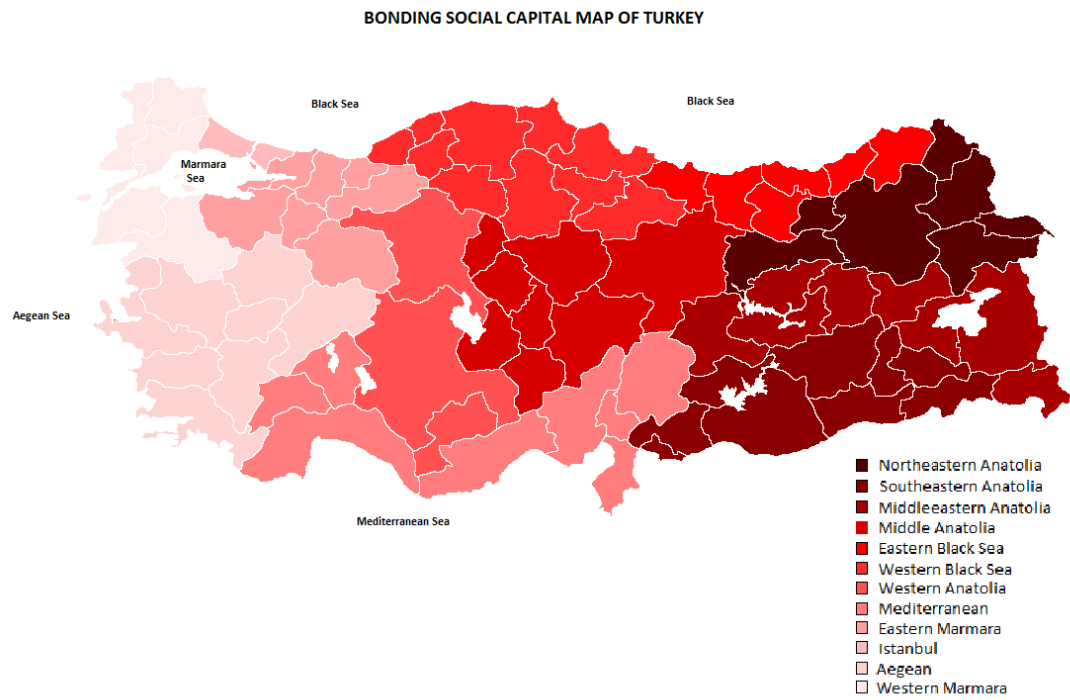 BONDING SOCIAL CAPITAL MAP OF TURKEY
Black Sea
Black Sea
Marmara
Sea
Aegean Sea
Mediterranean Sea
Northeastern Anatolia
Southeastern Anatolia
Middleeastern Anatolia
Middle Anatolia
Eastern Black Sea
Western Black Sea
Western Anatolia
Mediterranean
Eastern Marmara
Istanbul
Aegean
Western Marmara